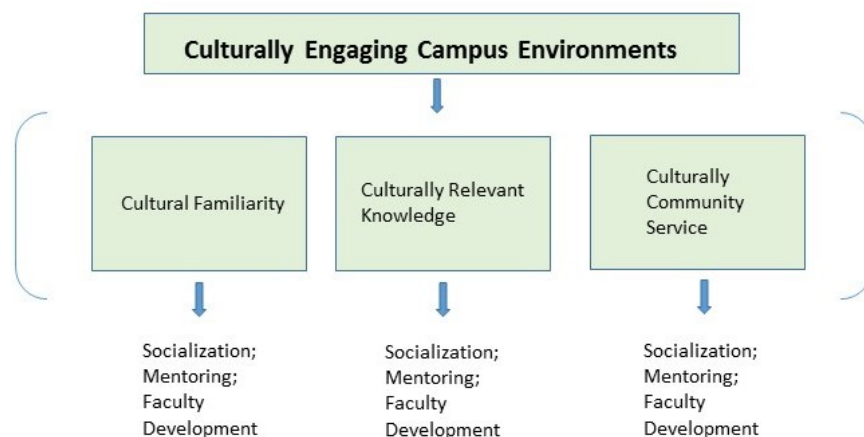 Culturally Engaging Campus Environments
Cultural Familiarity
Culturally Relevant
Knowledge
Culturally
Community
Service
Socialization;
Mentoring;
Faculty
Development
Socialization;
Mentoring;
Faculty
Development
Socialization;
Mentoring;
Faculty
Development